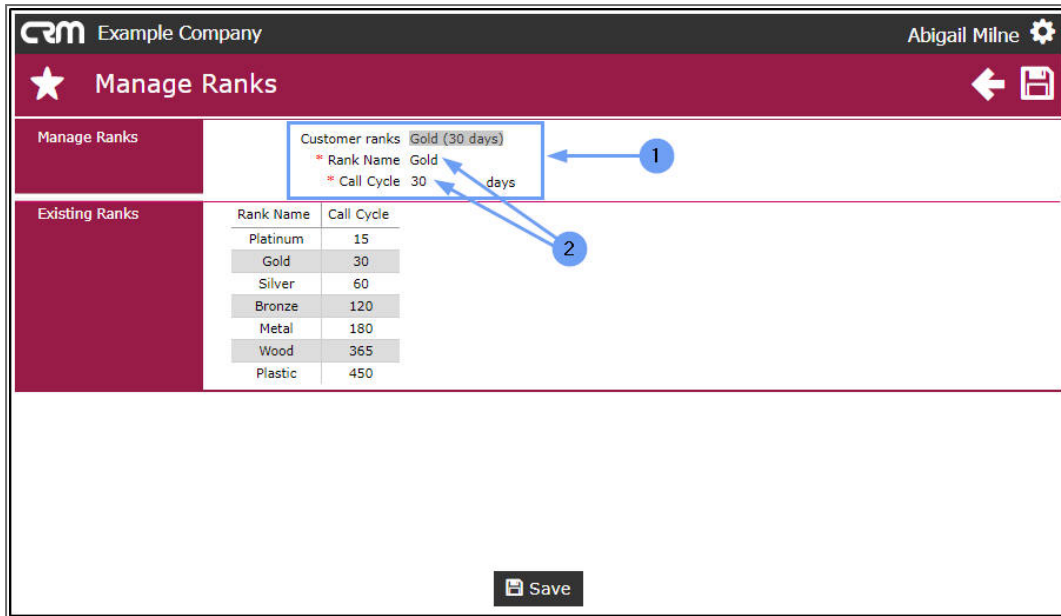 CRM Example Company Abigail Milne
Manage Ranks
Manage Ranks
Customer ranks Gold (30 days)
* Rank Name Gold
* Call Cycle 30 days
1
Existing Ranks
Rank Name Call Cycle
Platinum 15
Gold 30
Silver 60
Bronze 120
Metal 180
Wood 365
Plastic 450
2
Save